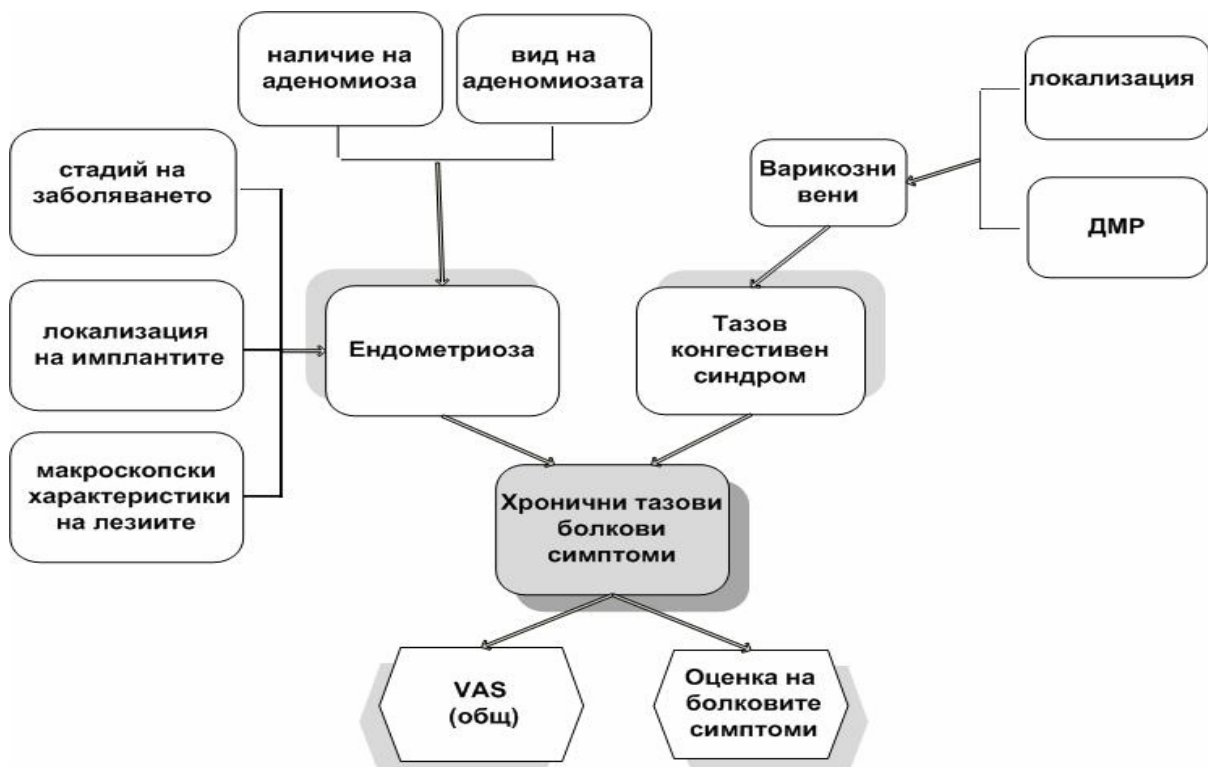 наличие на
аденомиоза
вид на
аденомиозата
локализация
стадий на
заболяването
Варикозни
вени
ДМР
локализация
на имплантите
Ендометриоза
Тазов
конгестивен
синдром
макроскопски
характеристики
на лезиите
Хронични тазови
болкови
симптоми
VAS
(общ)
Оценка на
болковите
симптоми